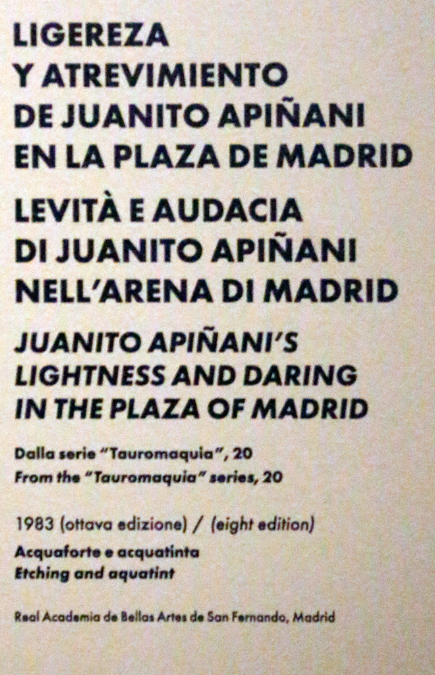 LIGEREZA
Y ATREVIMIENTO
DE JUANITO APIÑANI
EN LA PLAZA DE MADRID
LEVITÀ E AUDACIA
DI JUANITO APIÑANI
NELL'ARENA DI MADRID
JUANITO APIÑANI'S
LIGHTNESS AND DARING
IN THE PLAZA OF MADRID
Dalla serie "Tauromaquia", 20
From the "Tauromaquia" series, 20
1983 (ottava edizione) / (eight edition)
Acquaforte e acquatinta
Etching and aquatint
Real Academia de Bellas Artes de San Fernando, Madrid